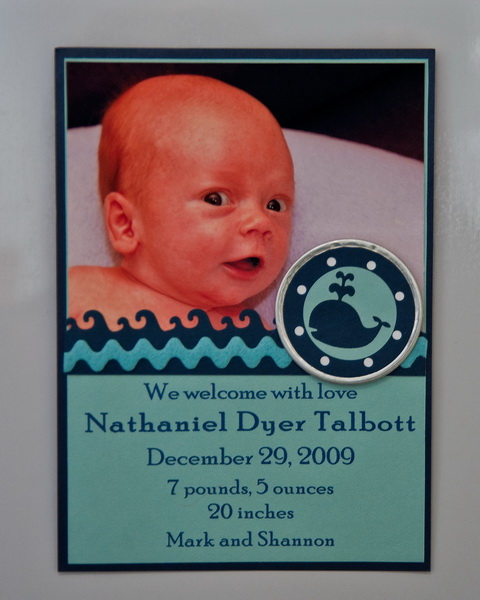 We welcome with love
Nathaniel Dyer Talbott
December 29, 2009
7 pounds, 5 ounces
20 inches
Mark and Shannon